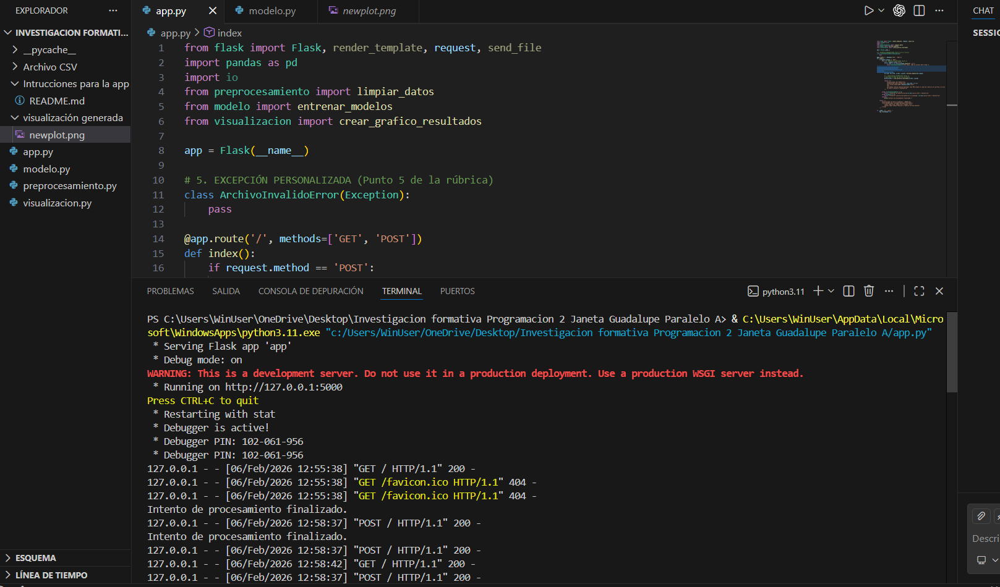 EXPLORADOR
INVESTIGACION FORMATI...
__pycache__
Archivo CSV
Intrucciones para la app
README.md
visualización generada
newplot.png
app.py
modelo.py
preprocesamiento.py
visualizacion.py
ESQUEMA
LÍNEA DE TIEMPO
app.py
modelo.py
newplot.png
app.py > index
1 from flask import Flask, render_template, request, send_file
2 import pandas as pd
3 import io
4 from preprocesamiento import limpiar_datos
5 from modelo import entrenar_modelos
6 from visualizacion import crear_grafico_resultados
7
8 app = Flask(__name__)
9
10 # 5. EXCEPCIÓN PERSONALIZADA (Punto 5 de la rúbrica)
11 class ArchivoInvalidoError(Exception):
12 pass
13
14 @app.route('/', methods=['GET', 'POST'])
15 def index():
16 if request.method == 'POST':
PROBLEMAS SALIDA CONSOLA DE DEPURACIÓN TERMINAL PUERTOS
python3.11
PS C:\Users\WinUser\OneDrive\Desktop\Investigacion formativa Programacion 2 Janeta Guadalupe Paralelo A> & C:\Users\WinUser\AppData\Local\Micro
soft\WindowsApps\python3.11.exe "c:/Users/WinUser/OneDrive/Desktop/Investigacion formativa Programacion 2 Janeta Guadalupe Paralelo A/app.py"
* Serving Flask app 'app'
* Debug mode: on
WARNING: This is a development server. Do not use it in a production deployment. Use a production WSGI server instead.
* Running on http://127.0.0.1:5000
Press CTRL+C to quit
* Restarting with stat
* Debugger is active!
* Debugger PIN: 102-061-956
* Debugger PIN: 102-061-956
127.0.0.1 - - [06/Feb/2026 12:55:38] "GET / HTTP/1.1" 200 -
127.0.0.1 - - [06/Feb/2026 12:55:38] "GET /favicon.ico HTTP/1.1" 404 -
127.0.0.1 - - [06/Feb/2026 12:55:38] "GET /favicon.ico HTTP/1.1" 404 -
Intento de procesamiento finalizado.
127.0.0.1 - - [06/Feb/2026 12:58:37] "POST / HTTP/1.1" 200 -
Intento de procesamiento finalizado.
127.0.0.1 - - [06/Feb/2026 12:58:37] "POST / HTTP/1.1" 200 -
127.0.0.1 - - [06/Feb/2026 12:58:42] "GET / HTTP/1.1" 200 -
127.0.0.1 - - [06/Feb/2026 12:58:37] "POST / HTTP/1.1" 200 -
CHAT
SESSIO
Descri